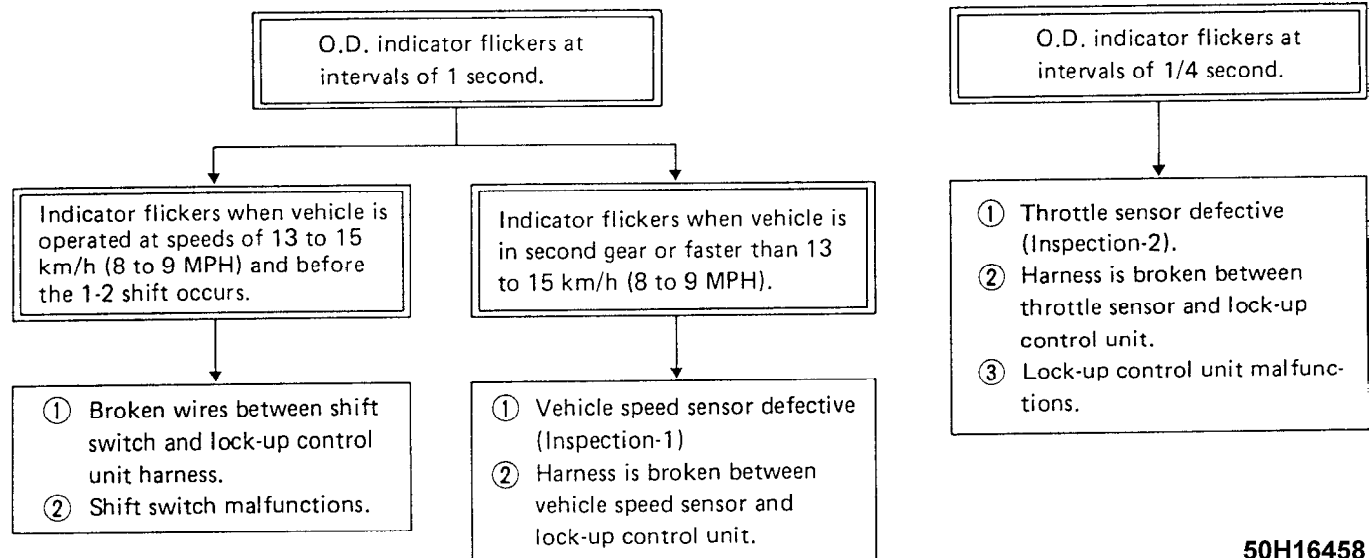 O.D. indicator flickers at
intervals of 1 second.
O.D. indicator flickers at
intervals of 1/4 second.
Indicator flickers when vehicle is
operated at speeds of 13 to 15
km/h (8 to 9 MPH) and before
the 1-2 shift occurs.
Indicator flickers when vehicle is
in second gear or faster than 13
to 15 km/h (8 to 9 MPH).
① Throttle sensor defective
(Inspection-2).
② Harness is broken between
throttle sensor and lock-up
control unit.
③ Lock-up control unit malfunc-
tions.
① Broken wires between shift
switch and lock-up control
unit harness.
② Shift switch malfunctions.
① Vehicle speed sensor defective
(Inspection-1)
② Harness is broken between
vehicle speed sensor and
lock-up control unit.
50H16458